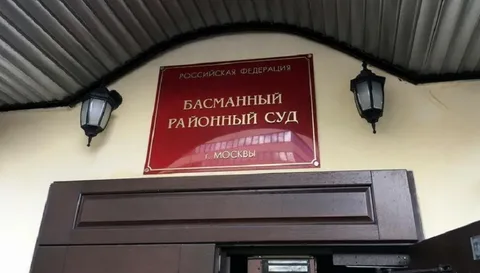 РОССИЙСКАЯ ФЕДЕРАЦИЯ
БАСМАННЫЙ
РАЙОННЫЙ СУД
г. МОСКВЫ